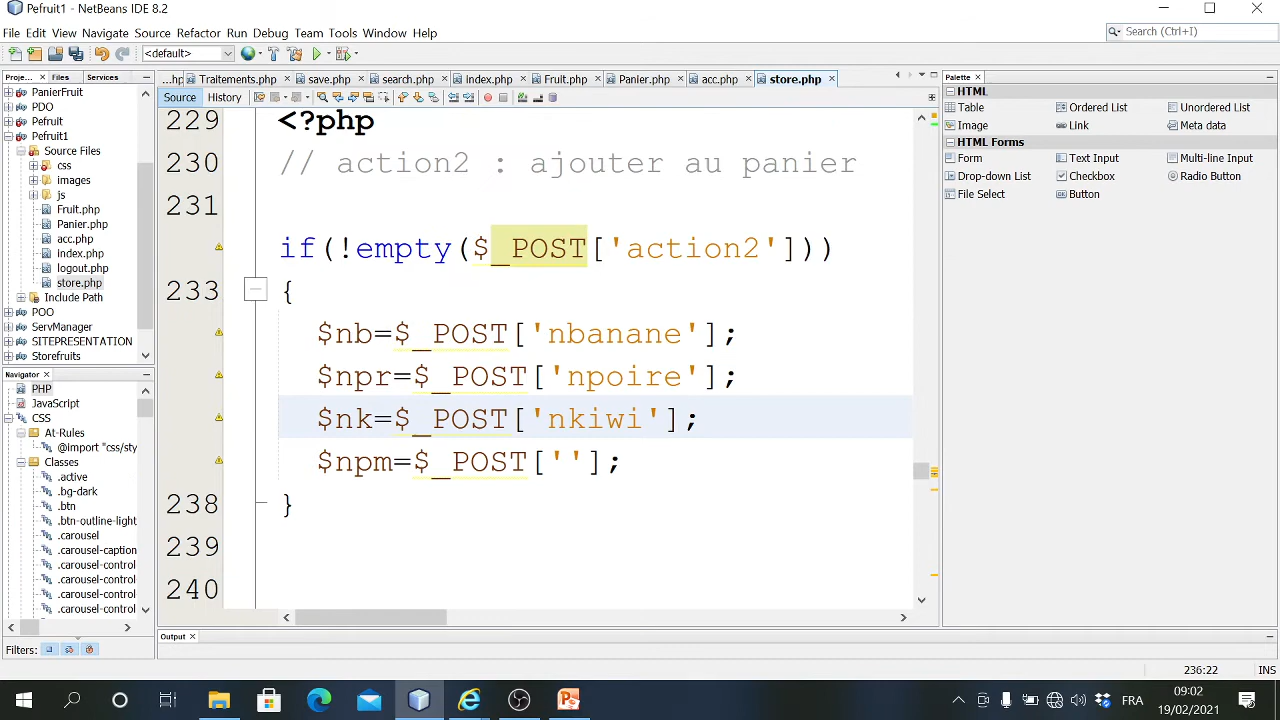 Pefruit1 - NetBeans IDE 8.2
File Edit View Navigate Source Refactor Run Debug Team Tools Window Help
Search (Ctrl+I)
<default>
Proje... Files Services
...hp Traitements.php save.php search.php Index.php Fruit.php Panier.php acc.php store.php
Palette
Source History
HTML
Table Ordered List Unordered List
Image Link Meta data
HTML Forms
Form Text Input Multi-line Input
Drop-down List Checkbox Radio Button
File Select Button
PanierFruit
PDO
Pefruit
Pefruit1
Source Files
css
images
js
Fruit.php
Panier.php
acc.php
index.php
logout.php
store.php
Include Path
POO
ServManager
SITEPRESENTATION
Storefruits
229 <?php
230 // action2 : ajouter au panier
231
if(!empty($_POST['action2']))
233 {
$nb=$_POST['nbanane'];
$npr=$_POST['npoire'];
$nk=$_POST['nkiwi'];
$npm=$_POST[''];
238 }
239
240
Navigator
PHP
JavaScript
CSS
At-Rules
@import "css/sty
Classes
.active
.bg-dark
.btn
.btn-outline-light
.carousel
.carousel-caption
.carousel-control
.carousel-control
.carousel-control
.carousel-control
Filters:
Output
236:22 INS
FRA
09:02
19/02/2021